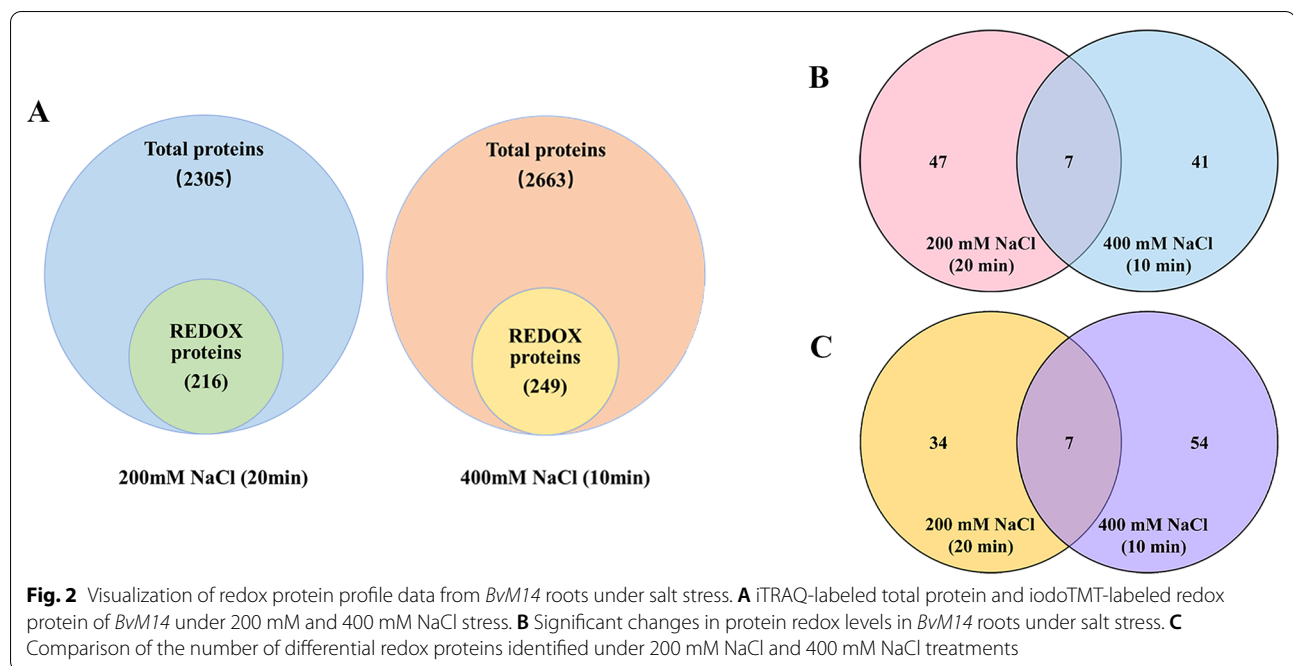 A
Total proteins
(2305)
REDOX
proteins
(216)
200mM NaCl (20min)
Total proteins
(2663)
REDOX
proteins
(249)
400mM NaCl (10min)
B
47
7
41
200 mM NaCl
(20 min)
400 mM NaCl
(10 min)
C
34
7
54
200 mM NaCl
(20 min)
400 mM NaCl
(10 min)
Fig. 2 Visualization of redox protein profile data from BvM14 roots under salt stress. A iTRAQ-labeled total protein and iodoTMT-labeled redox
protein of BvM14 under 200 mM and 400 mM NaCl stress. B Significant changes in protein redox levels in BvM14 roots under salt stress. C
Comparison of the number of differential redox proteins identified under 200 mM NaCl and 400 mM NaCl treatments